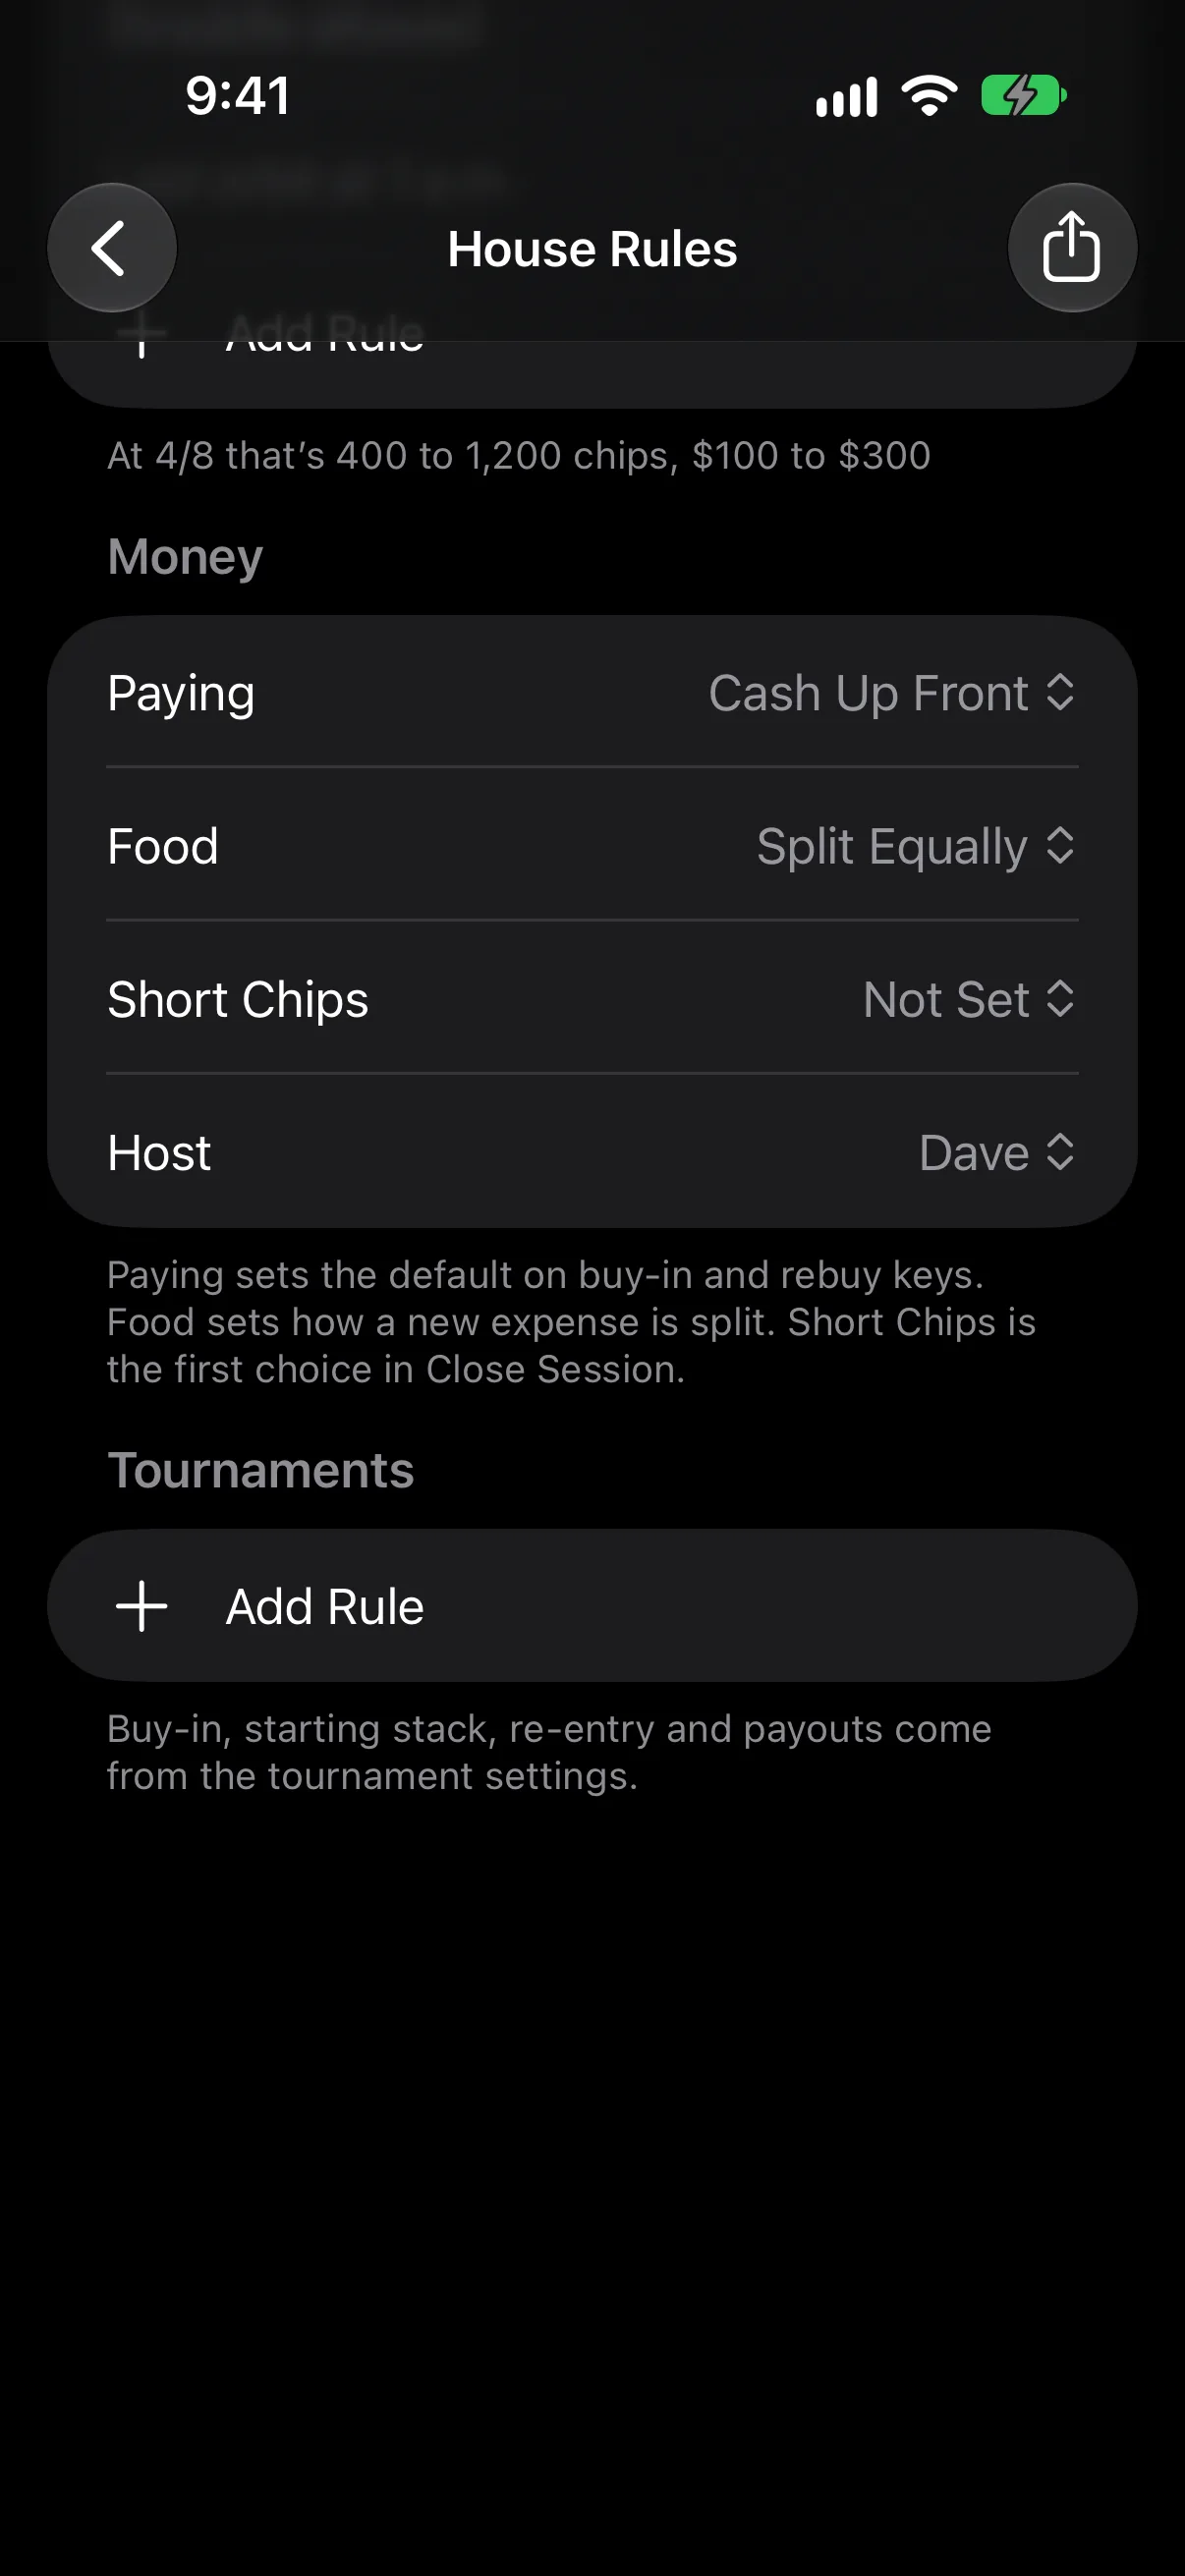 9:41
House Rules
Add Rule
At 4/8 that’s 400 to 1,200 chips, $100 to $300
Money
Paying
Cash Up Front
Food
Split Equally
Short Chips
Not Set
Host
Dave
Paying sets the default on buy-in and rebuy keys.
Food sets how a new expense is split. Short Chips is
the first choice in Close Session.
Tournaments
Add Rule
Buy-in, starting stack, re-entry and payouts come
from the tournament settings.